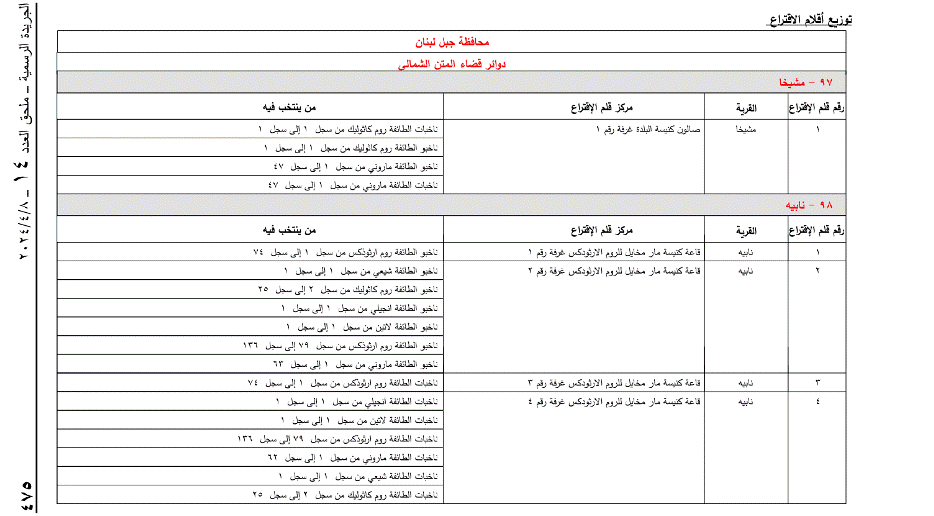 توزيع أقلام الاقتراع
محافظة جبل لبنان
دوائر قضاء المتن الشمالي
٩٧ - مشيخا
رقم قلم الإقتراع القرية مركز قلم الإقتراع من ينتخب فيه
١ مشيخا صالون كنيسة البلدة غرفة رقم ١ ناخبات الطائفة روم كاثوليك من سجل ١ إلى سجل ١
ناخبو الطائفة روم كاثوليك من سجل ١ إلى سجل ١
ناخبو الطائفة ماروني من سجل ١ إلى سجل ٤٧
ناخبات الطائفة ماروني من سجل ١ إلى سجل ٤٧
٩٨ - نابيه
رقم قلم الإقتراع القرية مركز قلم الإقتراع من ينتخب فيه
١ نابيه قاعة كنيسة مار مخايل للروم الارثودكس غرفة رقم ١ ناخبو الطائفة روم ارثوذكس من سجل ١ إلى سجل ٧٤
٢ نابيه قاعة كنيسة مار مخايل للروم الارثودكس غرفة رقم ٢ ناخبو الطائفة شيعي من سجل ١ إلى سجل ١
ناخبو الطائفة روم كاثوليك من سجل ٢ إلى سجل ٢٥
ناخبو الطائفة انجيلي من سجل ١ إلى سجل ١
ناخبو الطائفة لاتين من سجل ١ إلى سجل ١
ناخبو الطائفة روم ارثوذكس من سجل ٧٩ إلى سجل ١٣٦
ناخبو الطائفة ماروني من سجل ١ إلى سجل ٦٣
٣ نابيه قاعة كنيسة مار مخايل للروم الارثودكس غرفة رقم ٣ ناخبات الطائفة روم ارثوذكس من سجل ١ إلى سجل ٧٤
٤ نابيه قاعة كنيسة مار مخايل للروم الارثودكس غرفة رقم ٤ ناخبات الطائفة انجيلي من سجل ١ إلى سجل ١
ناخبات الطائفة لاتين من سجل ١ إلى سجل ١
ناخبات الطائفة روم ارثوذكس من سجل ٧٩ إلى سجل ١٣٦
ناخبات الطائفة ماروني من سجل ١ إلى سجل ٦٢
ناخبات الطائفة شيعي من سجل ١ إلى سجل ١
ناخبات الطائفة روم كاثوليك من سجل ٢ إلى سجل ٢٥
الجريدة الرسمية – ملحق العدد ١٤ – ٢٠٢٤/٤/٨
٤٧٥